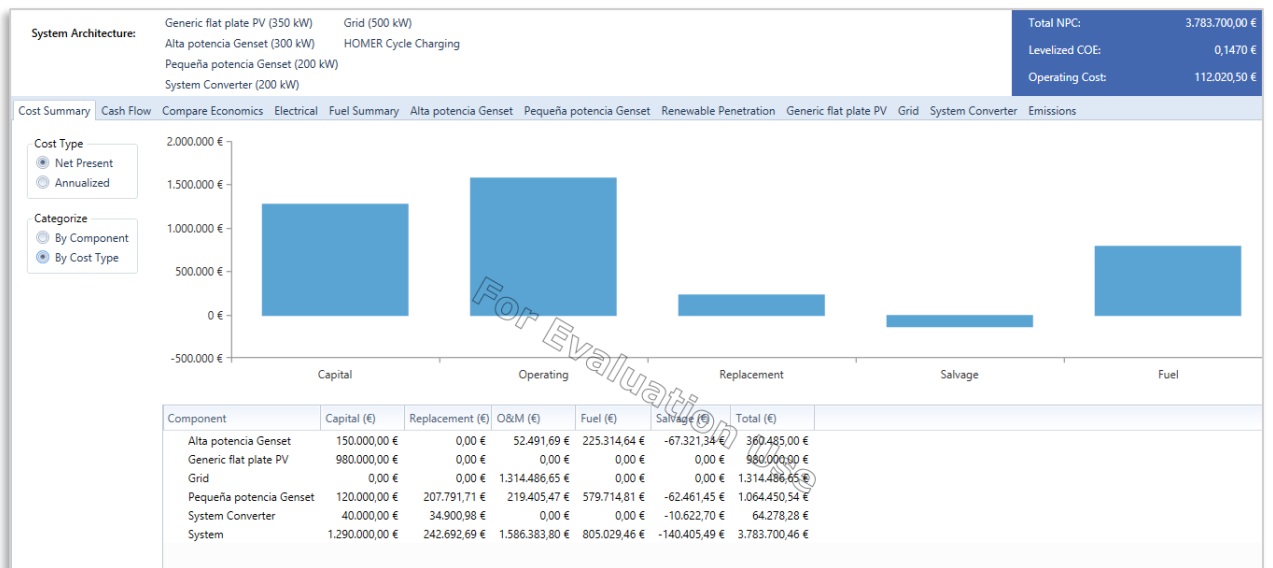 System Architecture:
Generic flat plate PV (350 kW) Grid (500 kW)
Alta potencia Genset (300 kW) HOMER Cycle Charging
Pequeña potencia Genset (200 kW)
System Converter (200 kW)
Total NPC: 3.783.700,00 €
Levelized COE: 0,1470 €
Operating Cost: 112.020,50 €
Cost Summary Cash Flow Compare Economics Electrical Fuel Summary Alta potencia Genset Pequeña potencia Genset Renewable Penetration Generic flat plate PV Grid System Converter Emissions
Cost Type
Net Present
Annualized
Categorize
By Component
By Cost Type
2.000.000 €
1.500.000 €
1.000.000 €
500.000 €
0 €
-500.000 €
Capital Operating Replacement Salvage Fuel
For Evaluation Use
Component Capital (€) Replacement (€) O&M (€) Fuel (€) Salvage (€) Total (€)
Alta potencia Genset 150.000,00 € 0,00 € 52.491,69 € 225.314,64 € -67.321,34 € 360.485,00 €
Generic flat plate PV 980.000,00 € 0,00 € 0,00 € 0,00 € 0,00 € 980.000,00 €
Grid 0,00 € 0,00 € 1.314.486,65 € 0,00 € 0,00 € 1.314.486,65 €
Pequeña potencia Genset 120.000,00 € 207.791,71 € 219.405,47 € 579.714,81 € -62.461,45 € 1.064.450,54 €
System Converter 40.000,00 € 34.900,98 € 0,00 € 0,00 € -10.622,70 € 64.278,28 €
System 1.290.000,00 € 242.692,69 € 1.586.383,80 € 805.029,46 € -140.405,49 € 3.783.700,46 €